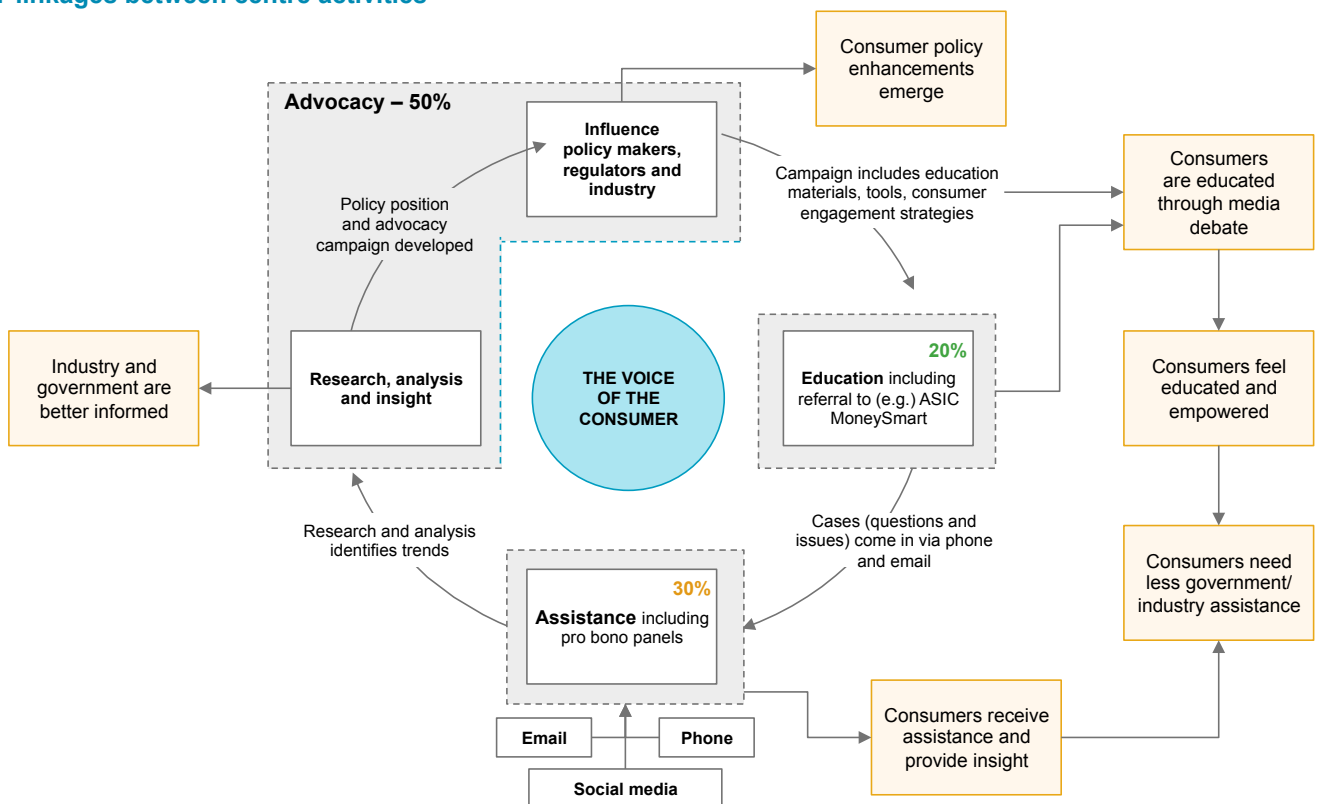 linkages between centre activities
Consumer policy
enhancements
emerge
Advocacy – 50%
Influence
policy makers,
regulators and
industry
Campaign includes education
materials, tools, consumer
engagement strategies
Consumers
are educated
through media
debate
Policy position
and advocacy
campaign developed
Industry and
government are
better informed
Research, analysis
and insight
THE VOICE
OF THE
CONSUMER
20%
Education including
referral to (e.g.) ASIC
MoneySmart
Consumers feel
educated and
empowered
Research and analysis
identifies trends
Cases (questions and
issues) come in via phone
and email
Consumers need
less government/
industry assistance
30%
Assistance including
pro bono panels
Email
Phone
Social media
Consumers receive
assistance and
provide insight